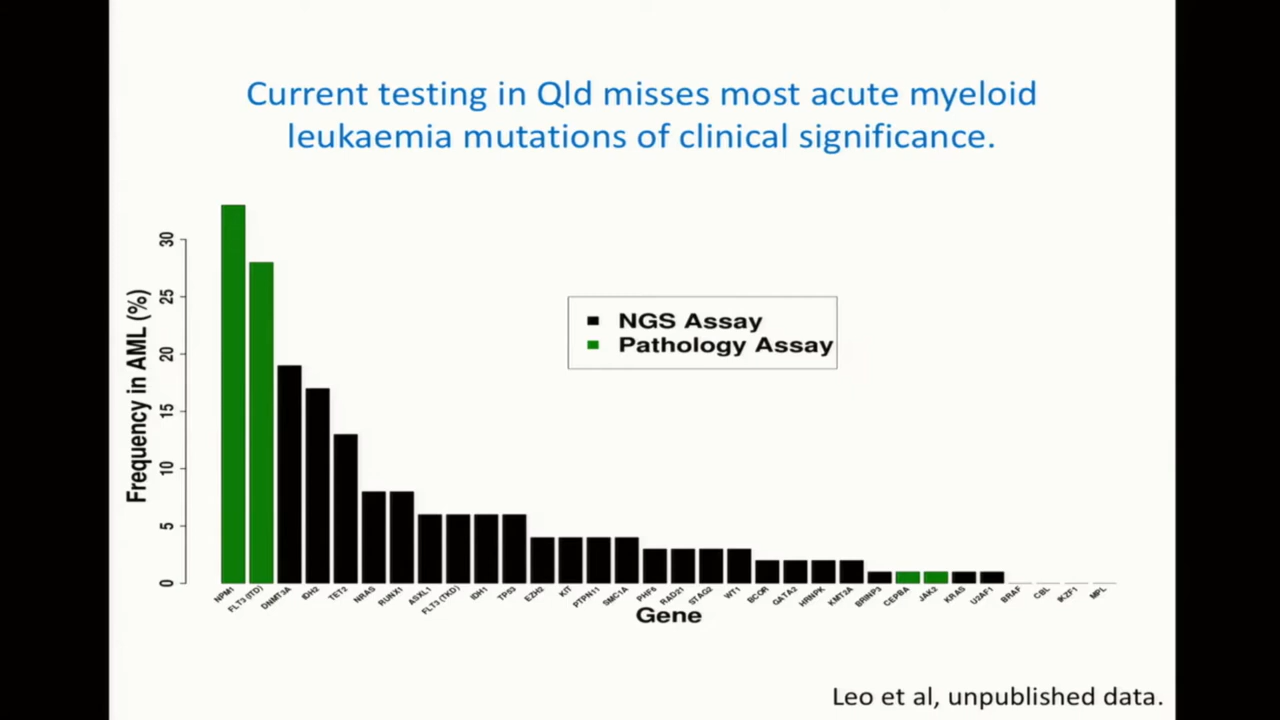 Current testing in Qld misses most acute myeloid
leukaemia mutations of clinical significance.
Frequency in AML (%)
30
25
20
15
10
5
0
NGS Assay
Pathology Assay
NPM1
FLT3 (ITD)
DNMT3A
IDH2
TET2
NRAS
RUNX1
ASXL1
FLT3 (TKD)
IDH1
TP53
EZH2
KIT
PTPN11
SMC1A
PHF6
RAD21
STAG2
WT1
BCOR
GATA2
HRNPK
KMT2A
BRINP3
CEPBA
JAK2
KRAS
U2AF1
BRAF
CBL
IKZF1
MPL
Gene
Leo et al, unpublished data.